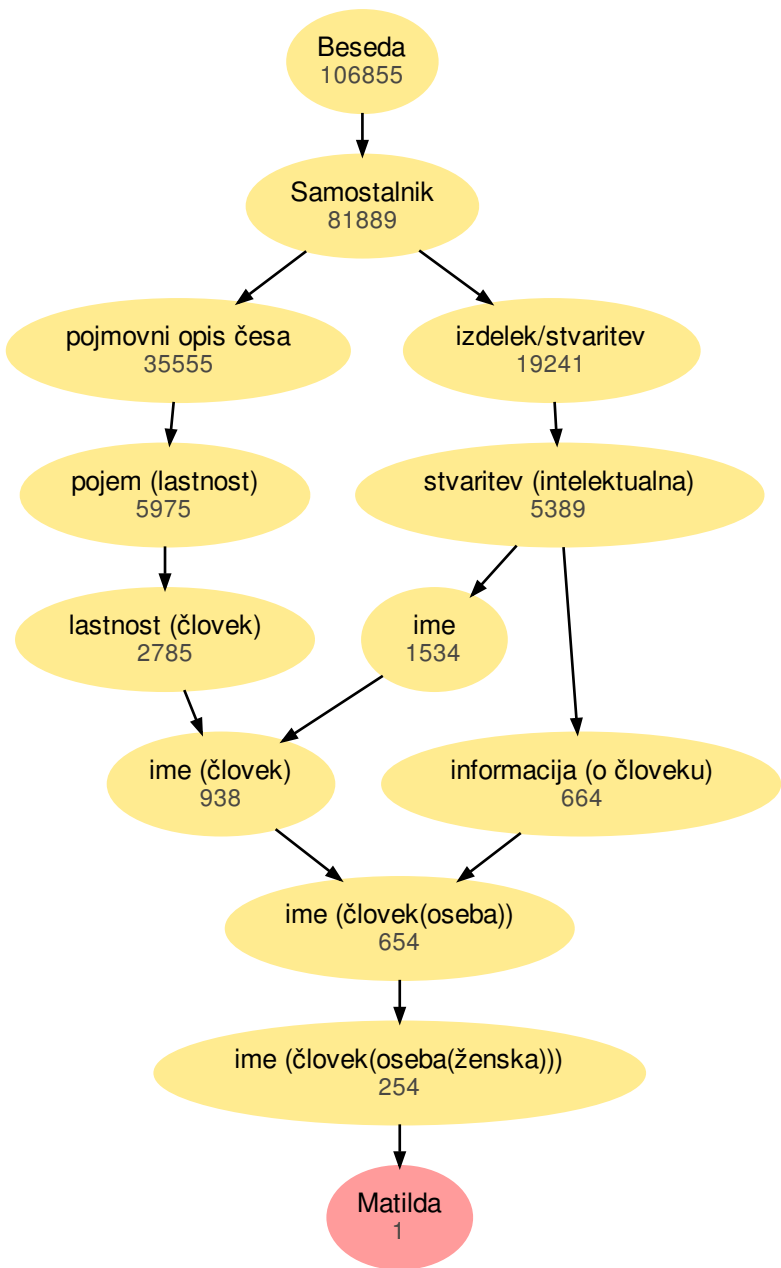 Beseda
106855
Samostalnik
81889
pojmovni opis česa
35555
izdelek/stvaritev
19241
pojem (lastnost)
5975
stvaritev (intelektualna)
5389
lastnost (človek)
2785
ime
1534
ime (človek)
938
informacija (o človeku)
664
ime (človek(oseba))
654
ime (človek(oseba(ženska)))
254
Matilda
1